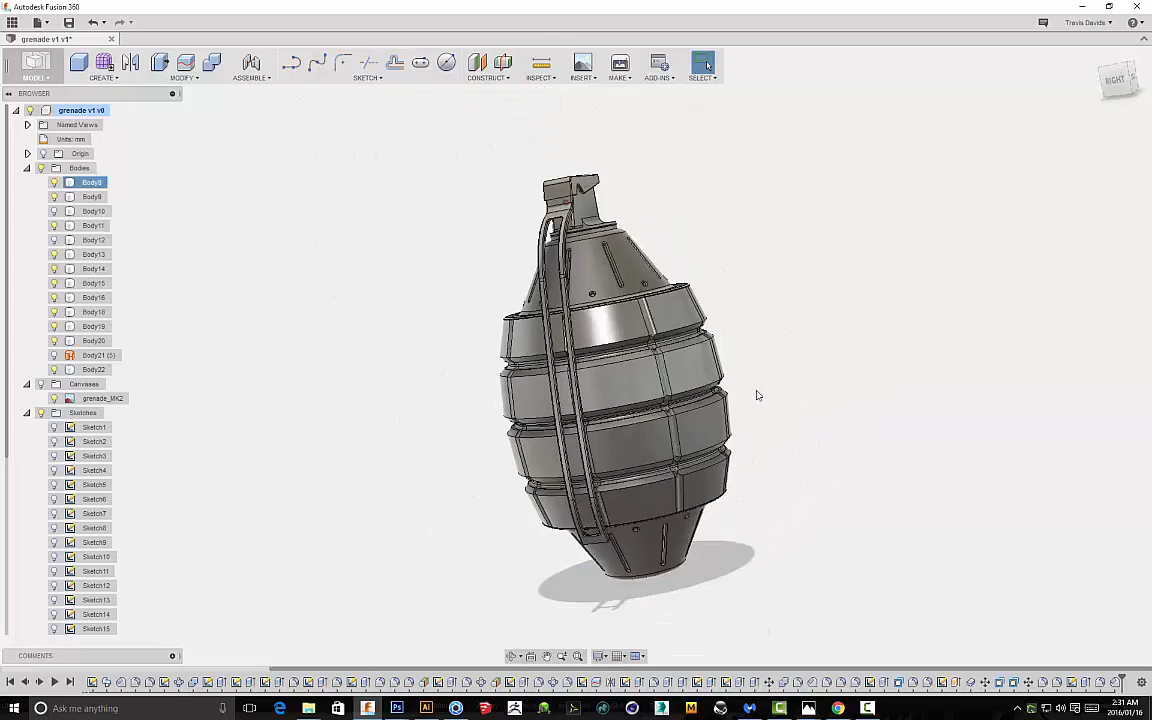 Autodesk Fusion 360
Travis Davids
grenade v1 v1*
MODEL
CREATE
MODIFY
ASSEMBLE
SKETCH
CONSTRUCT
INSPECT
INSERT
MAKE
ADD-INS
SELECT
RIGHT
BROWSER
grenade v1 v0
Named Views
Units: mm
Origin
Bodies
Body8
Body9
Body10
Body11
Body12
Body13
Body14
Body15
Body16
Body18
Body19
Body20
Body21 (5)
Body22
Canvases
grenade_MK2
Sketches
Sketch1
Sketch2
Sketch3
Sketch4
Sketch5
Sketch6
Sketch7
Sketch8
Sketch9
Sketch10
Sketch11
Sketch12
Sketch13
Sketch14
Sketch15
COMMENTS
Ask me anything
2:31 AM
2016/01/16